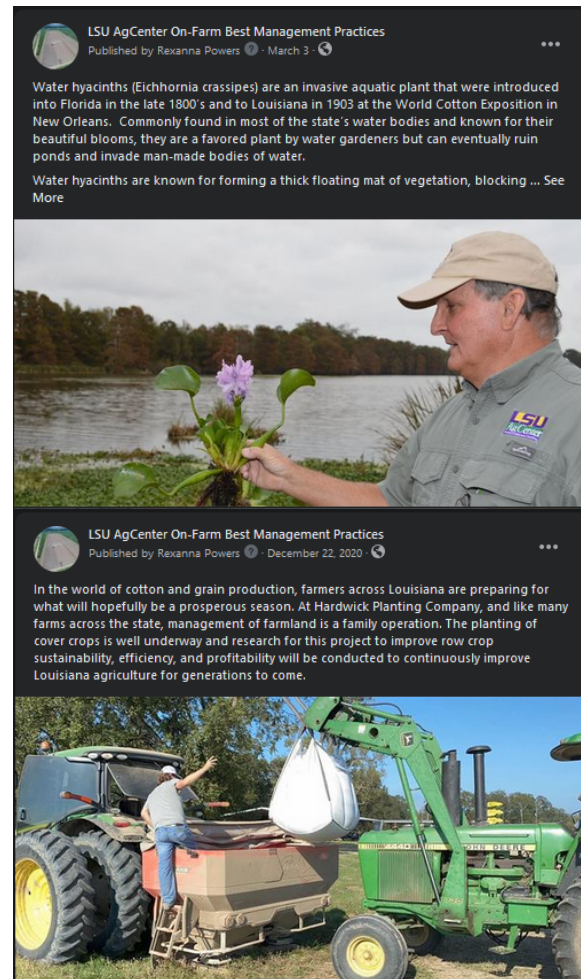 LSU AgCenter On-Farm Best Management Practices
Published by Rexanna Powers · March 3 ·
Water hyacinths (Eichhornia crassipes) are an invasive aquatic plant that were introduced
into Florida in the late 1800's and to Louisiana in 1903 at the World Cotton Exposition in
New Orleans. Commonly found in most of the state's water bodies and known for their
beautiful blooms, they are a favored plant by water gardeners but can eventually ruin
ponds and invade man-made bodies of water.
Water hyacinths are known for forming a thick floating mat of vegetation, blocking ... See
More
LSU
AgCenter
LSU AgCenter On-Farm Best Management Practices
Published by Rexanna Powers · December 22, 2020 ·
In the world of cotton and grain production, farmers across Louisiana are preparing for
what will hopefully be a prosperous season. At Hardwick Planting Company, and like many
farms across the state, management of farmland is a family operation. The planting of
cover crops is well underway and research for this project to improve row crop
sustainability, efficiency, and profitability will be conducted to continuously improve
Louisiana agriculture for generations to come.
JOHN DEERE